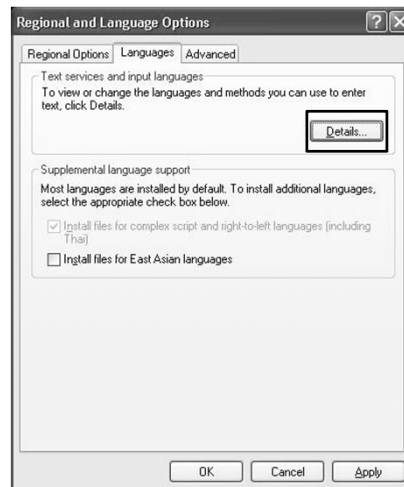 Regional and Language Options
Regional Options Languages Advanced
Text services and input languages
To view or change the languages and methods you can use to enter
text, click Details.
Details...
Supplemental language support
Most languages are installed by default. To install additional languages,
select the appropriate check box below.
Install files for complex script and right-to-left languages (including
Thai)
Install files for East Asian languages
OK Cancel Apply